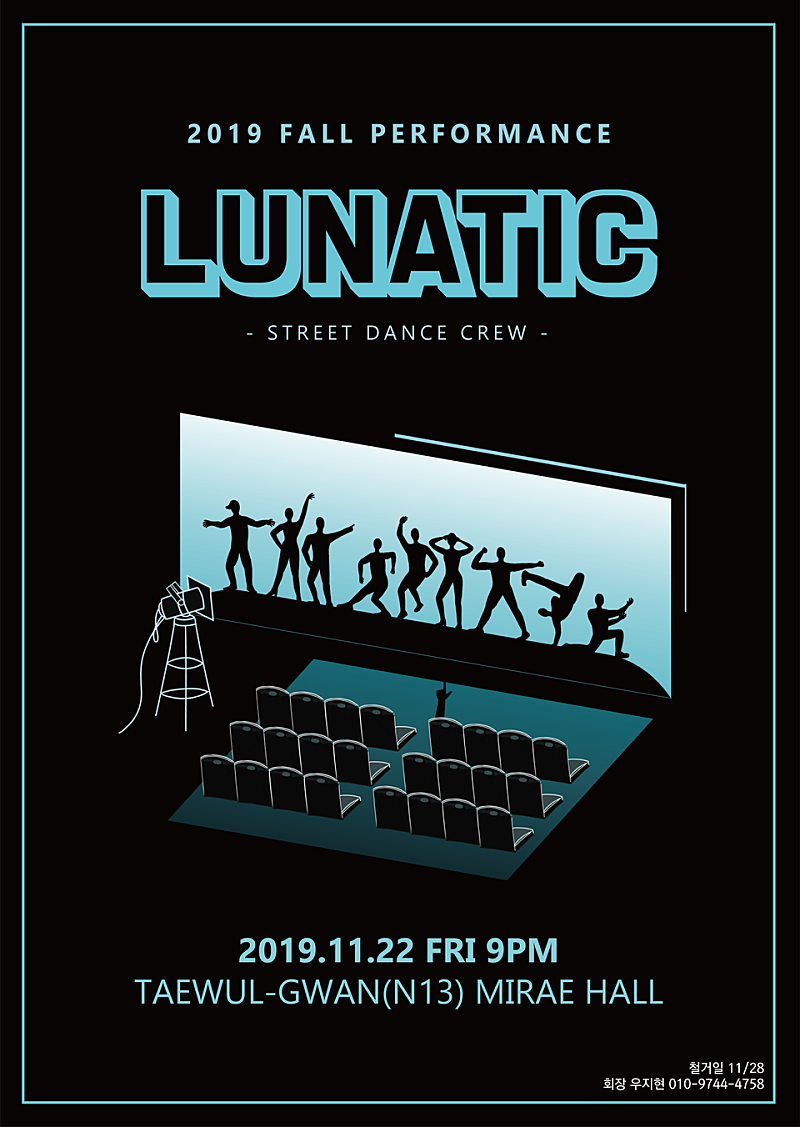 2019 FALL PERFORMANCE
LUNATIC
- STREET DANCE CREW -
2019.11.22 FRI 9PM
TAEWUL-GWAN(N13) MIRAE HALL
철거일 11/28
회장 우지현 010-9744-4758